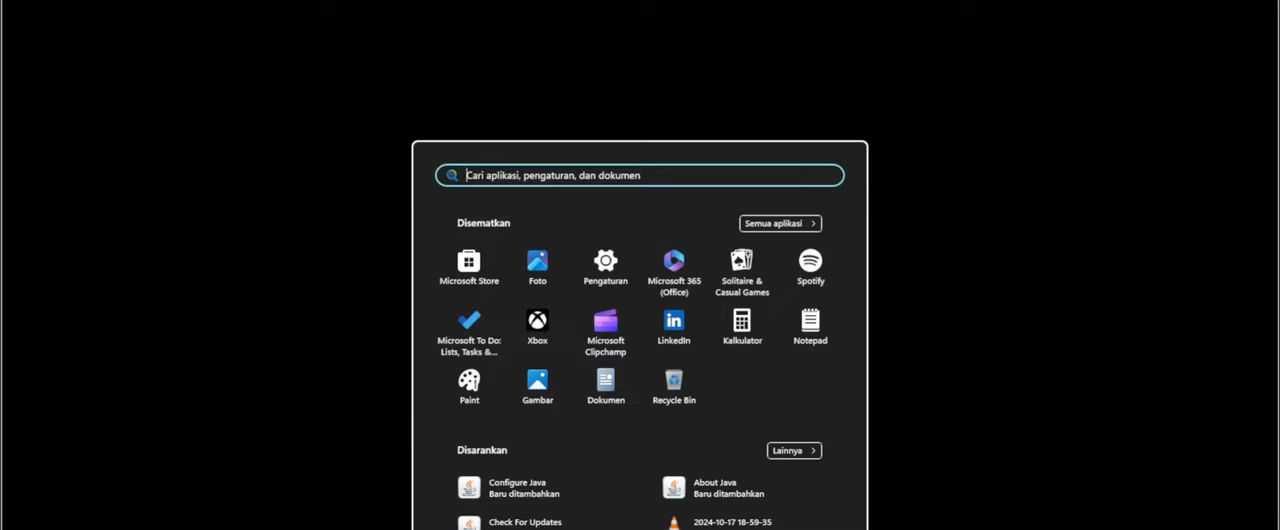 Cari aplikasi, pengaturan, dan dokumen
Disematkan
Semua aplikasi
Microsoft Store
Foto
Pengaturan
Microsoft 365
(Office)
Solitaire &
Casual Games
Spotify
Microsoft To Do:
Lists, Tasks &...
Xbox
Microsoft
Clipchamp
LinkedIn
Kalkulator
Notepad
Paint
Gambar
Dokumen
Recycle Bin
Disarankan
Lainnya
Configure Java
Baru ditambahkan
About Java
Baru ditambahkan
Check For Updates
2024-10-17 18-59-35